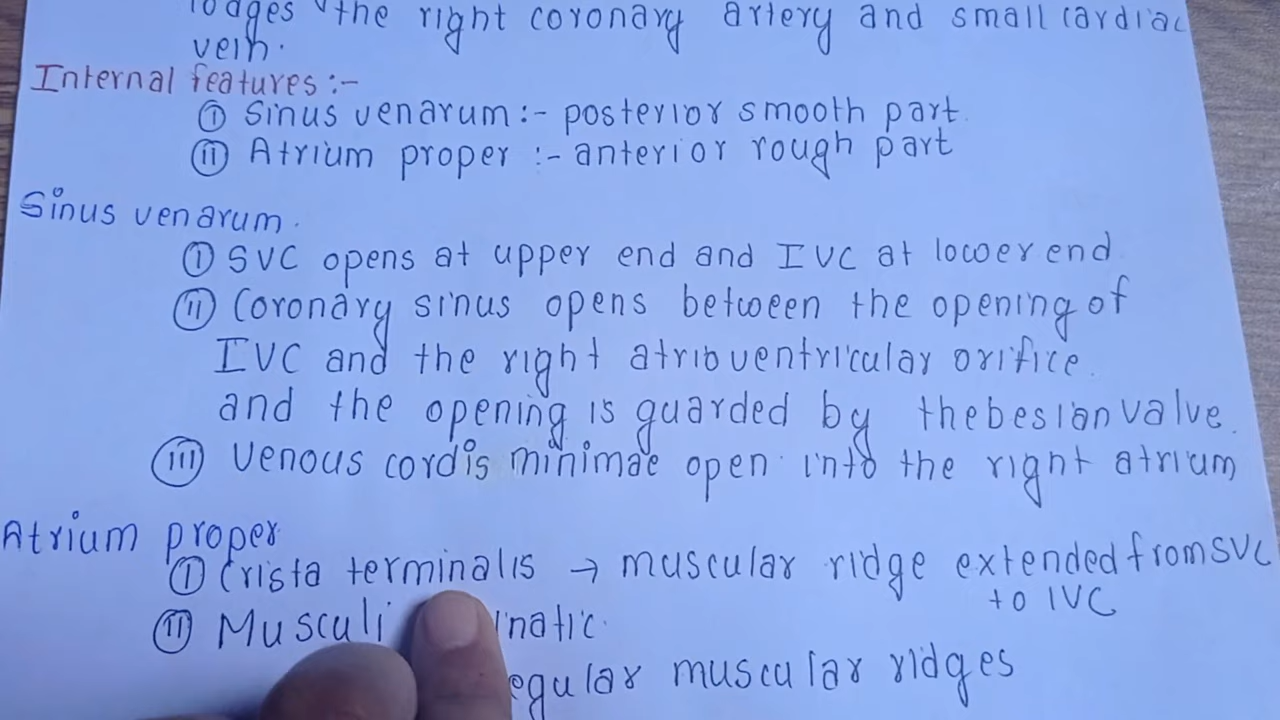 lodges the right coronary artery and small cardiac
vein.
Internal features :-
(I) Sinus venarum :- posterior smooth part.
(II) Atrium proper :- anterior rough part
Sinus venarum.
(I) SVC opens at upper end and IVC at lower end
(II) Coronary sinus opens between the opening of
IVC and the right atrioventricular orifice.
and the opening is guarded by thebesian valve.
(III) Venous cordis minimae open into the right atrium
Atrium proper
(I) Crista terminalis → muscular ridge extended from SVC
to IVC
(II) Musculi
muscular ridges